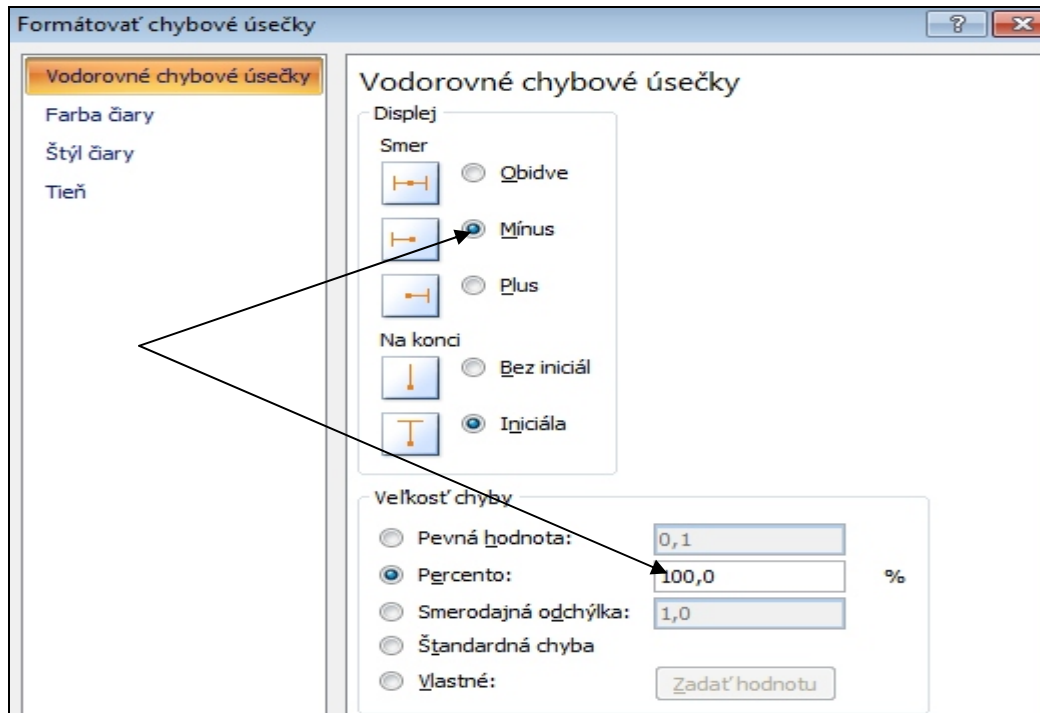 Formátovať chybové úsečky
Vodorovné chybové úsečky
Farba čiary
Štýl čiary
Tieň
Vodorovné chybové úsečky
Displej
Smer
Obidve
Mínus
Plus
Na konci
Bez iniciál
Iniciála
Veľkosť chyby
Pevná hodnota: 0,1
Percento: 100,0 %
Smerodajná odchýlka: 1,0
Štandardná chyba
Vlastné: Zadať hodnotu